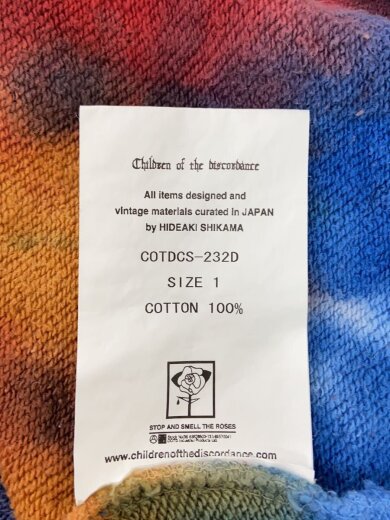 Children of the discordance
All items designed and
vintage materials curated in JAPAN
by HIDEAKI SHIKAMA
COTDCS-232D
SIZE 1
COTTON 100%
STOP AND SMELL THE ROSES
www.childrenofthediscordance.com